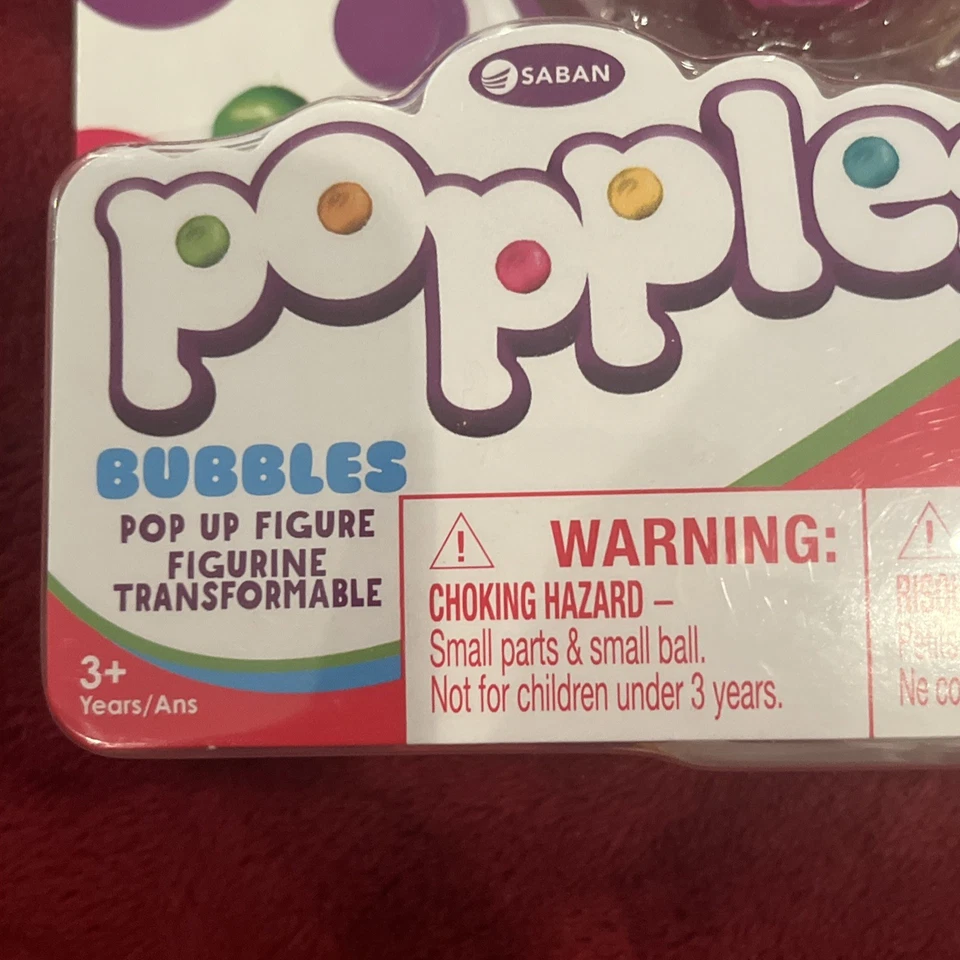 SABAN
popple
BUBBLES
POP UP FIGURE
FIGURINE
TRANSFORMABLE
3+
Years/Ans
WARNING:
CHOKING HAZARD –
Small parts & small ball.
Not for children under 3 years.
Ne